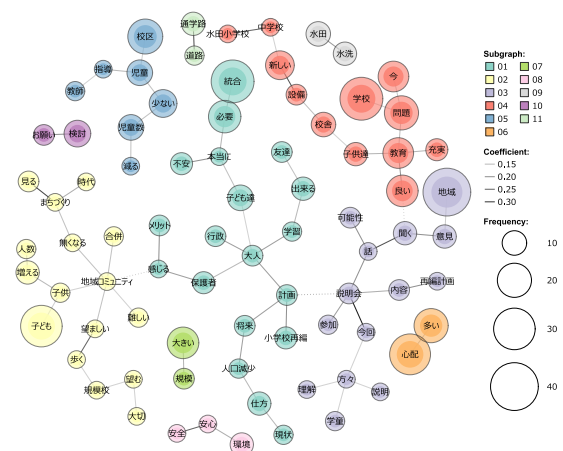 通学路
水田小学校
中学校
水田
水洗
校区
道路
指導
児童
教師
少ない
児童数
減る
お願い
検討
新しい
設備
校舎
子供達
今
学校
問題
教育
充実
良い
地域
統合
必要
不安
本当に
友達
出来る
子ども達
学習
行政
大人
メリット
感じる
保護者
計画
将来
小学校再編
人口減少
仕方
現状
見る
時代
まちづくり
無くなる
合併
人数
増える
子供
地域コミュニティ
子ども
望ましい
難しい
歩く
規模校
望む
大切
大きい
規模
安全
安心
環境
可能性
聞く
意見
話
説明会
内容
再編計画
参加
今回
方々
理解
説明
学童
多い
心配
Subgraph:
01 07
02 08
03 09
04 10
05 11
06
Coefficient:
0.15
0.20
0.25
0.30
Frequency:
10
20
30
40